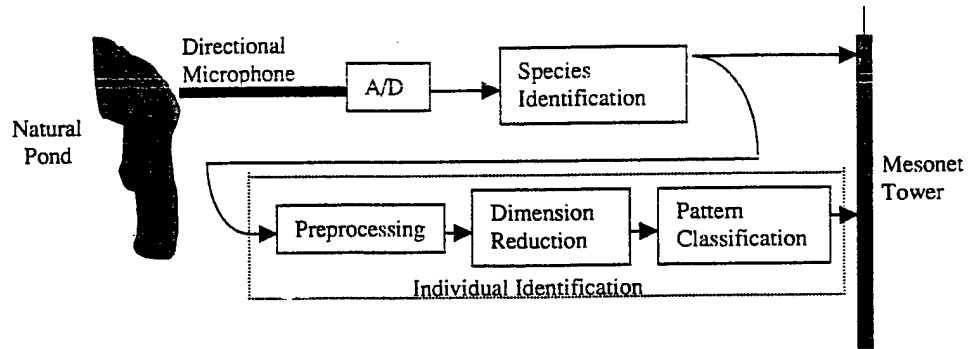 Directional
Microphone
A/D
Species
Identification
Natural
Pond
Mesonet
Tower
Preprocessing
Dimension
Reduction
Pattern
Classification
Individual Identification